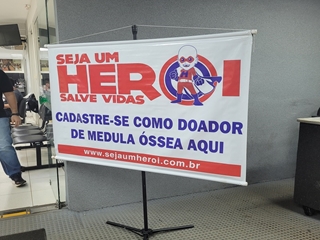 SEJA UM
HERÓI
SALVE VIDAS
CADASTRE-SE COMO DOADOR
DE MEDULA ÓSSEA AQUI
www.sejaumheroi.com.br